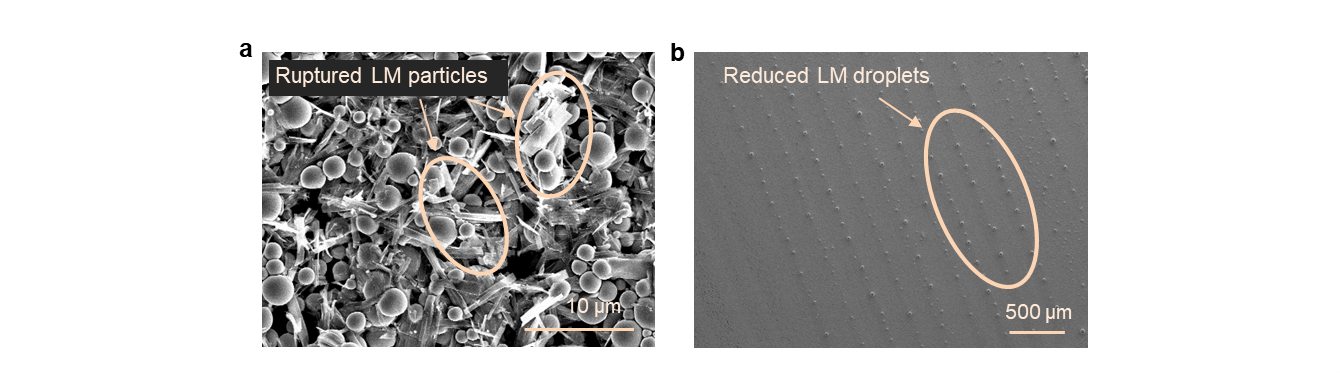 a
Ruptured LM particles
10 µm
b
Reduced LM droplets
500 µm